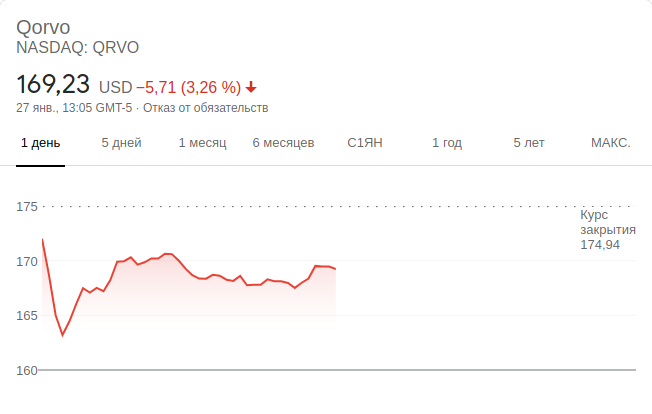 Qorvo
NASDAQ: QRVO
169,23 USD −5,71 (3,26 %)
27 янв., 13:05 GMT-5 · Отказ от обязательств
1 день 5 дней 1 месяц 6 месяцев С1ЯН 1 год 5 лет МАКС.
175
Курс
закрытия
174,94
170
165
160